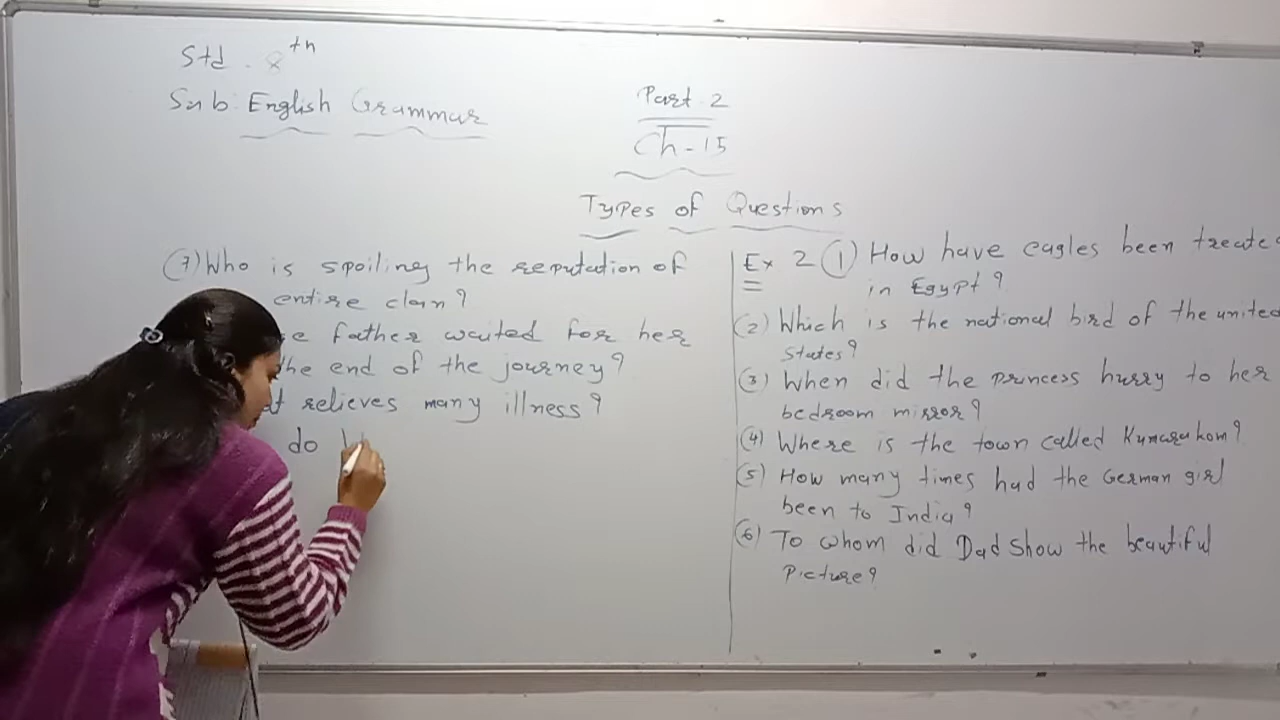 Std. 8th
Sub: English Grammar
Part 2
Ch-15
Types of Questions
(7) Who is spoiling the reputation of
entire clan?
father waited for her
the end of the journey?
relieves many illness?
do
Ex 2 (1) How have eagles been treated
in Egypt?
(2) Which is the national bird of the united
states?
(3) When did the princess hurry to her
bedroom mirror?
(4) Where is the town called Kumarakom?
(5) How many times had the German girl
been to India?
(6) To whom did Dad show the beautiful
Picture?